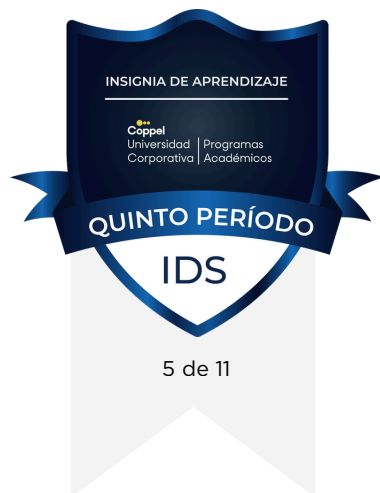 INSIGNIA DE APRENDIZAJE
Coppel
Universidad | Programas
Corporativa | Académicos
QUINTO PERÍODO
IDS
5 de 11